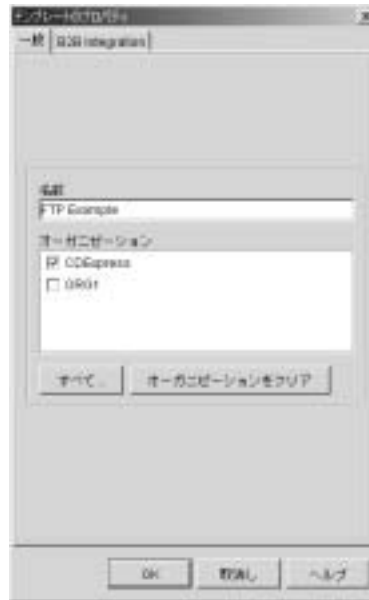 テンプレートのプロパティ
一般 B2B Integration
名前
FTP Example
オーガニゼーション
CDExpress
ORG1
すべて... オーガニゼーションをクリア
OK 取消し ヘルプ